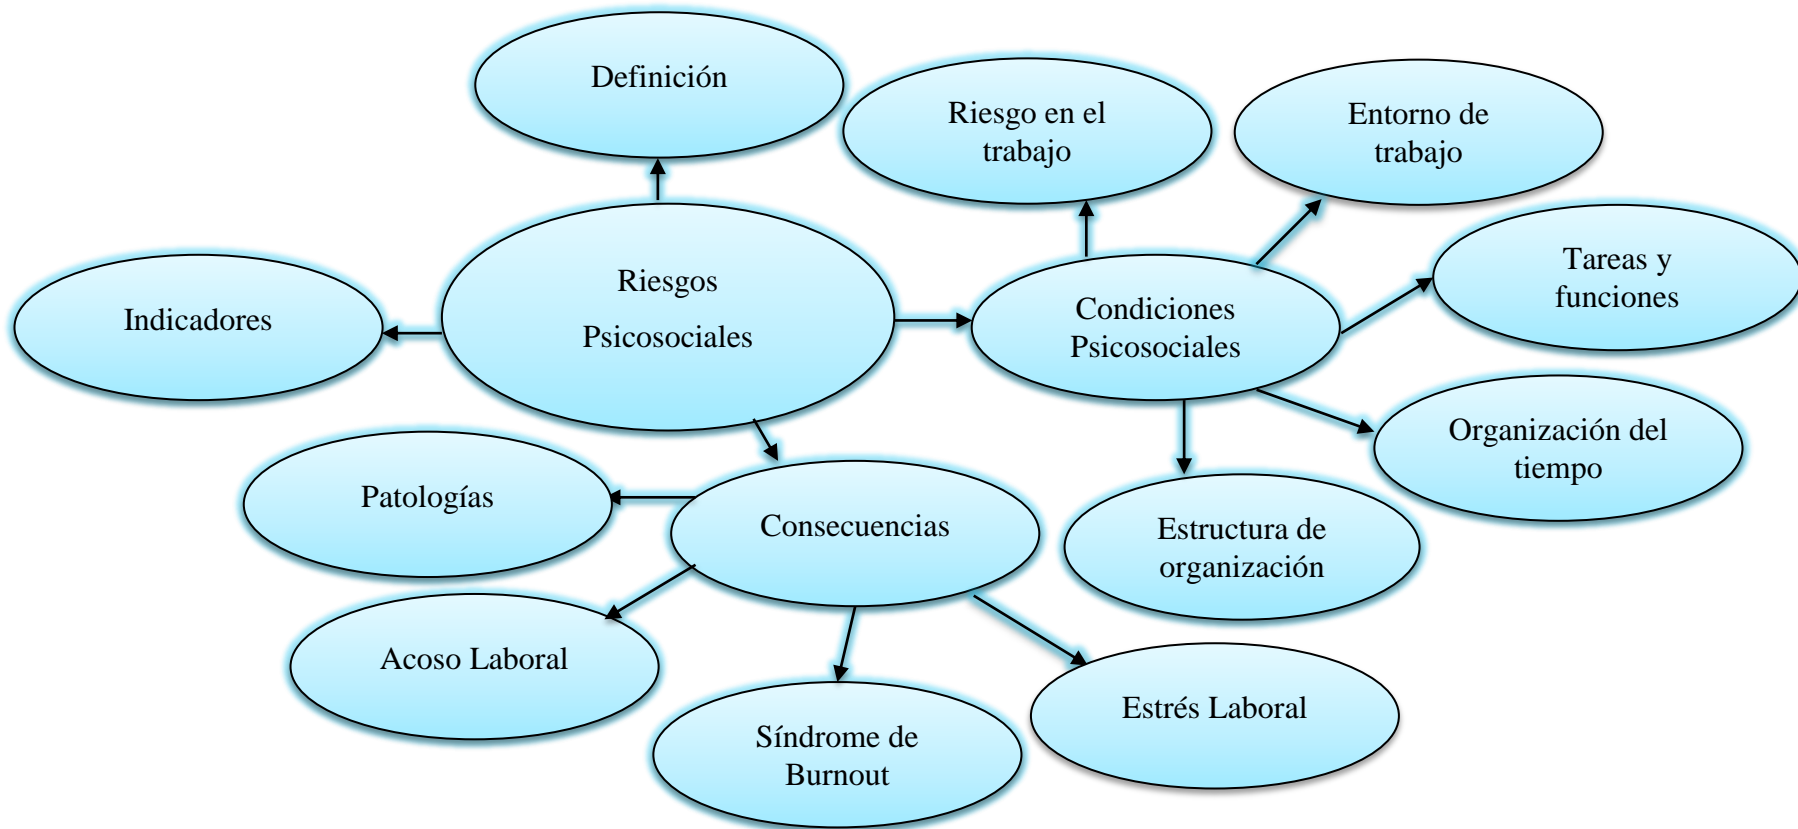 Definición
Riesgo en el
trabajo
Entorno de
trabajo
Riesgos
Psicosociales
Indicadores
Condiciones
Psicosociales
Tareas y
funciones
Organización del
tiempo
Patologías
Consecuencias
Estructura de
organización
Acoso Laboral
Síndrome de
Burnout
Estrés Laboral